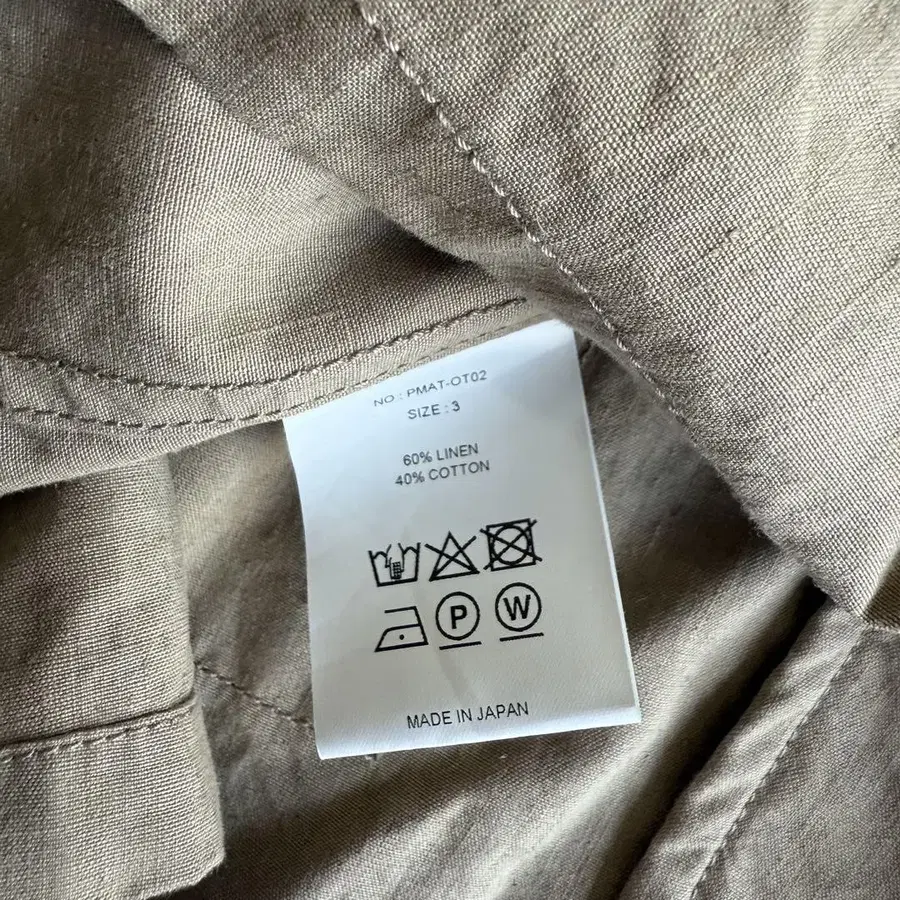 NO.: PMAT-OT02
SIZE : 3
60% LINEN
40% COTTON
P W
MADE IN JAPAN